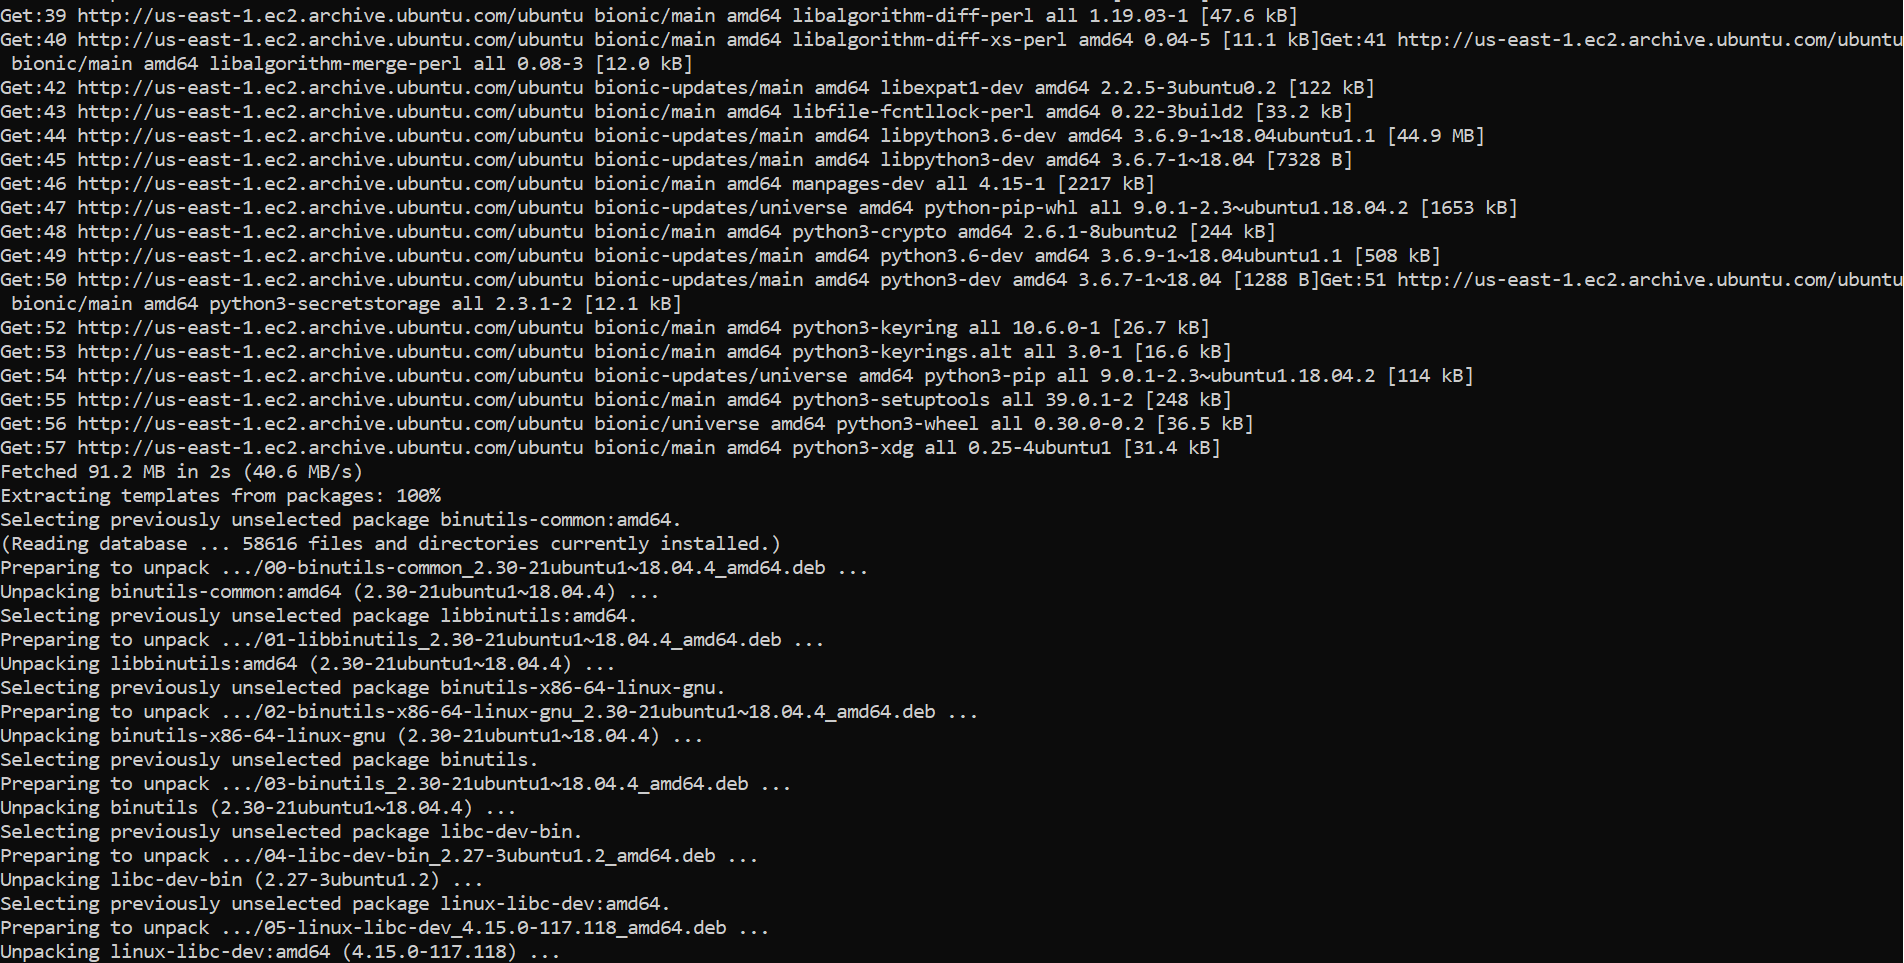 Get:39 http://us-east-1.ec2.archive.ubuntu.com/ubuntu bionic/main amd64 libalgorithm-diff-perl all 1.19.03-1 [47.6 kB]
Get:40 http://us-east-1.ec2.archive.ubuntu.com/ubuntu bionic/main amd64 libalgorithm-diff-xs-perl amd64 0.04-5 [11.1 kB]Get:41 http://us-east-1.ec2.archive.ubuntu.com/ubuntu
bionic/main amd64 libalgorithm-merge-perl all 0.08-3 [12.0 kB]
Get:42 http://us-east-1.ec2.archive.ubuntu.com/ubuntu bionic-updates/main amd64 libexpat1-dev amd64 2.2.5-3ubuntu0.2 [122 kB]
Get:43 http://us-east-1.ec2.archive.ubuntu.com/ubuntu bionic/main amd64 libfile-fcntllock-perl amd64 0.22-3build2 [33.2 kB]
Get:44 http://us-east-1.ec2.archive.ubuntu.com/ubuntu bionic-updates/main amd64 libpython3.6-dev amd64 3.6.9-1~18.04ubuntu1.1 [44.9 MB]
Get:45 http://us-east-1.ec2.archive.ubuntu.com/ubuntu bionic-updates/main amd64 libpython3-dev amd64 3.6.7-1~18.04 [7328 B]
Get:46 http://us-east-1.ec2.archive.ubuntu.com/ubuntu bionic/main amd64 manpages-dev all 4.15-1 [2217 kB]
Get:47 http://us-east-1.ec2.archive.ubuntu.com/ubuntu bionic-updates/universe amd64 python-pip-whl all 9.0.1-2.3~ubuntu1.18.04.2 [1653 kB]
Get:48 http://us-east-1.ec2.archive.ubuntu.com/ubuntu bionic/main amd64 python3-crypto amd64 2.6.1-8ubuntu2 [244 kB]
Get:49 http://us-east-1.ec2.archive.ubuntu.com/ubuntu bionic-updates/main amd64 python3.6-dev amd64 3.6.9-1~18.04ubuntu1.1 [508 kB]
Get:50 http://us-east-1.ec2.archive.ubuntu.com/ubuntu bionic-updates/main amd64 python3-dev amd64 3.6.7-1~18.04 [1288 B]Get:51 http://us-east-1.ec2.archive.ubuntu.com/ubuntu
bionic/main amd64 python3-secretstorage all 2.3.1-2 [12.1 kB]
Get:52 http://us-east-1.ec2.archive.ubuntu.com/ubuntu bionic/main amd64 python3-keyring all 10.6.0-1 [26.7 kB]
Get:53 http://us-east-1.ec2.archive.ubuntu.com/ubuntu bionic/main amd64 python3-keyrings.alt all 3.0-1 [16.6 kB]
Get:54 http://us-east-1.ec2.archive.ubuntu.com/ubuntu bionic-updates/universe amd64 python3-pip all 9.0.1-2.3~ubuntu1.18.04.2 [114 kB]
Get:55 http://us-east-1.ec2.archive.ubuntu.com/ubuntu bionic/main amd64 python3-setuptools all 39.0.1-2 [248 kB]
Get:56 http://us-east-1.ec2.archive.ubuntu.com/ubuntu bionic/universe amd64 python3-wheel all 0.30.0-0.2 [36.5 kB]
Get:57 http://us-east-1.ec2.archive.ubuntu.com/ubuntu bionic/main amd64 python3-xdg all 0.25-4ubuntu1 [31.4 kB]
Fetched 91.2 MB in 2s (40.6 MB/s)
Extracting templates from packages: 100%
Selecting previously unselected package binutils-common:amd64.
(Reading database ... 58616 files and directories currently installed.)
Preparing to unpack .../00-binutils-common_2.30-21ubuntu1~18.04.4_amd64.deb ...
Unpacking binutils-common:amd64 (2.30-21ubuntu1~18.04.4) ...
Selecting previously unselected package libbinutils:amd64.
Preparing to unpack .../01-libbinutils_2.30-21ubuntu1~18.04.4_amd64.deb ...
Unpacking libbinutils:amd64 (2.30-21ubuntu1~18.04.4) ...
Selecting previously unselected package binutils-x86-64-linux-gnu.
Preparing to unpack .../02-binutils-x86-64-linux-gnu_2.30-21ubuntu1~18.04.4_amd64.deb ...
Unpacking binutils-x86-64-linux-gnu (2.30-21ubuntu1~18.04.4) ...
Selecting previously unselected package binutils.
Preparing to unpack .../03-binutils_2.30-21ubuntu1~18.04.4_amd64.deb ...
Unpacking binutils (2.30-21ubuntu1~18.04.4) ...
Selecting previously unselected package libc-dev-bin.
Preparing to unpack .../04-libc-dev-bin_2.27-3ubuntu1.2_amd64.deb ...
Unpacking libc-dev-bin (2.27-3ubuntu1.2) ...
Selecting previously unselected package linux-libc-dev:amd64.
Preparing to unpack .../05-linux-libc-dev_4.15.0-117.118_amd64.deb ...
Unpacking linux-libc-dev:amd64 (4.15.0-117.118) ...